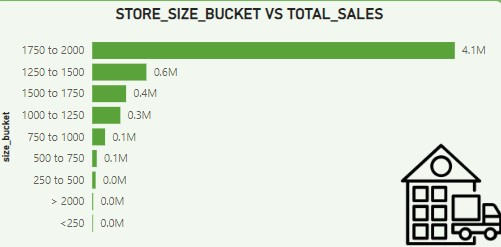 STORE_SIZE_BUCKET VS TOTAL_SALES
size_bucket
1750 to 2000 4.1M
1250 to 1500 0.6M
1500 to 1750 0.4M
1000 to 1250 0.3M
750 to 1000 0.1M
500 to 750 0.1M
250 to 500 0.0M
> 2000 0.0M
<250 0.0M